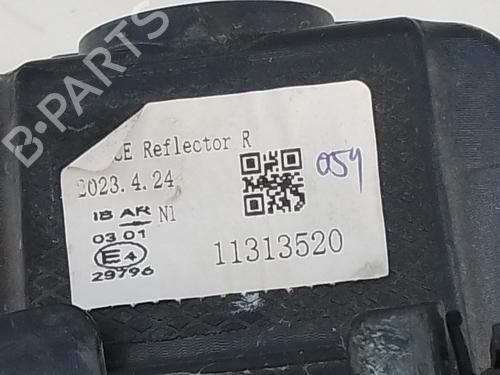 E Reflector R
2023.4.24
IB AR N1
03 01
E4
29796
11313520
054
B-PARTS